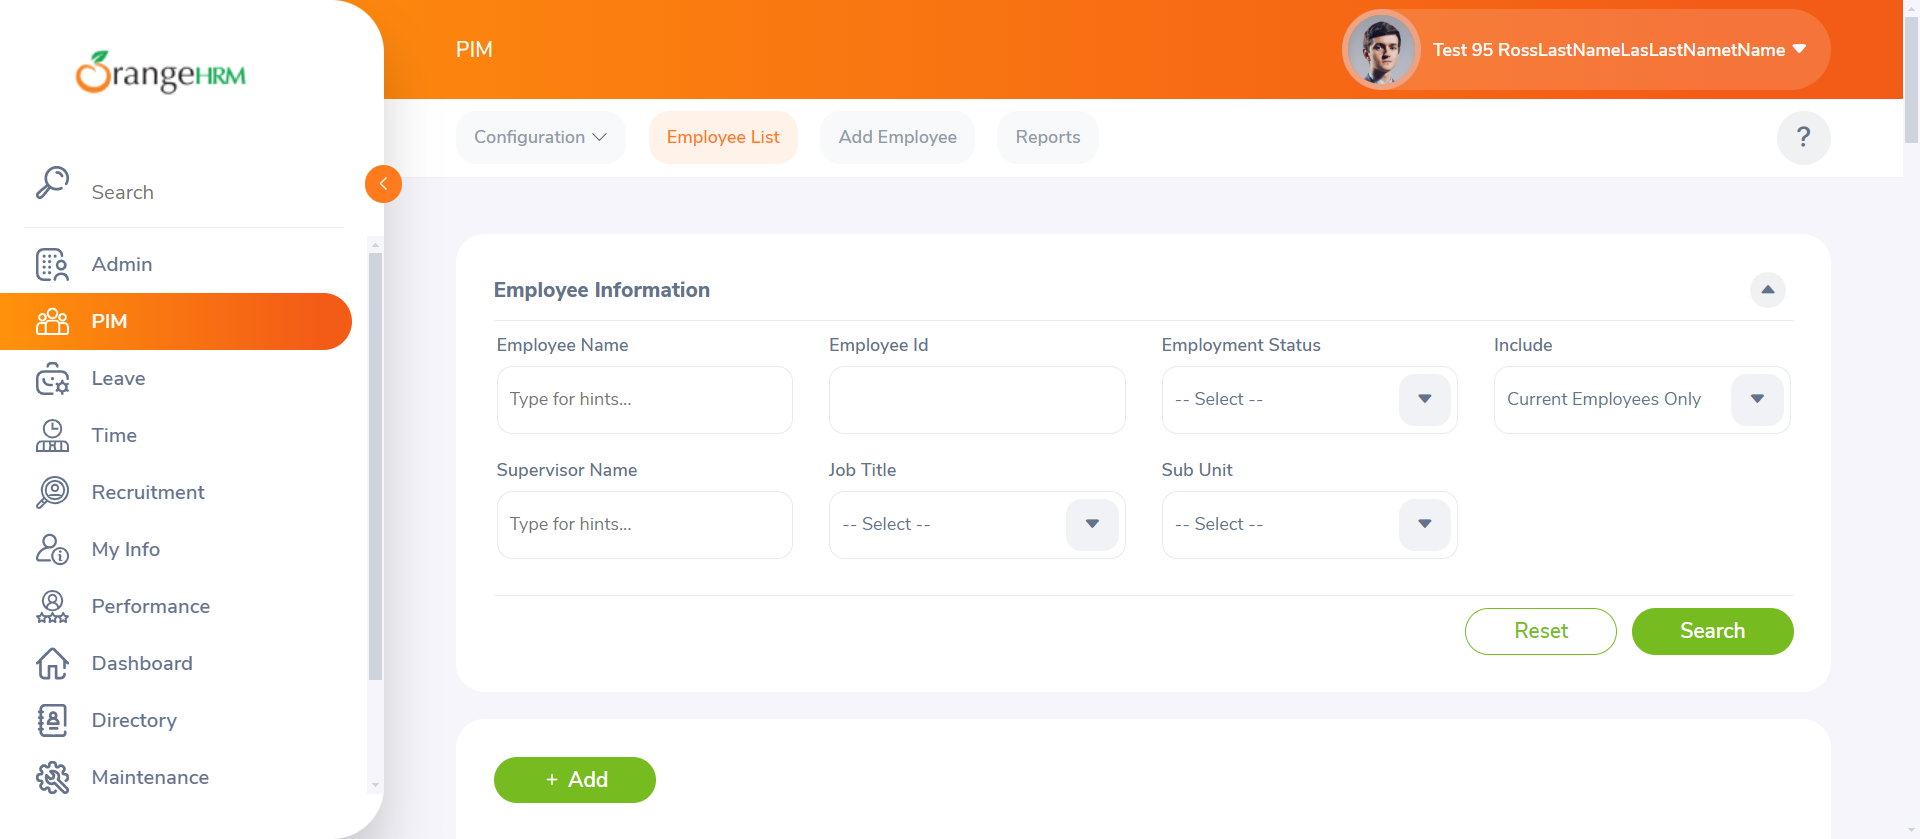 OrangeHRM
PIM
Test 95 RossLastNameLasLastNametName
Search
Configuration
Employee List
Add Employee
Reports
?
Admin
PIM
Leave
Time
Recruitment
My Info
Performance
Dashboard
Directory
Maintenance
Employee Information
Employee Name
Employee Id
Employment Status
Include
Type for hints...
-- Select --
Current Employees Only
Supervisor Name
Job Title
Sub Unit
Type for hints...
-- Select --
-- Select --
Reset
Search
+ Add